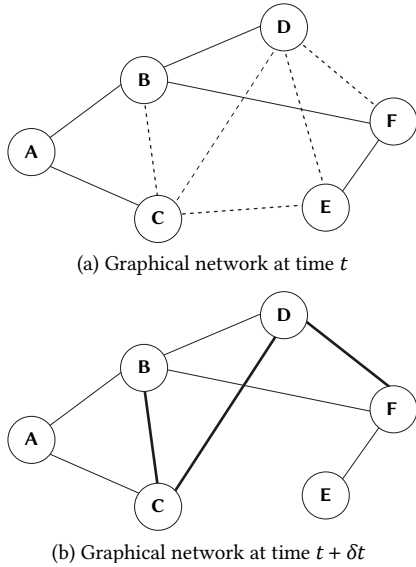 D
B
F
A
E
C
(a) Graphical network at time t
D
B
F
A
E
C
(b) Graphical network at time t + δt